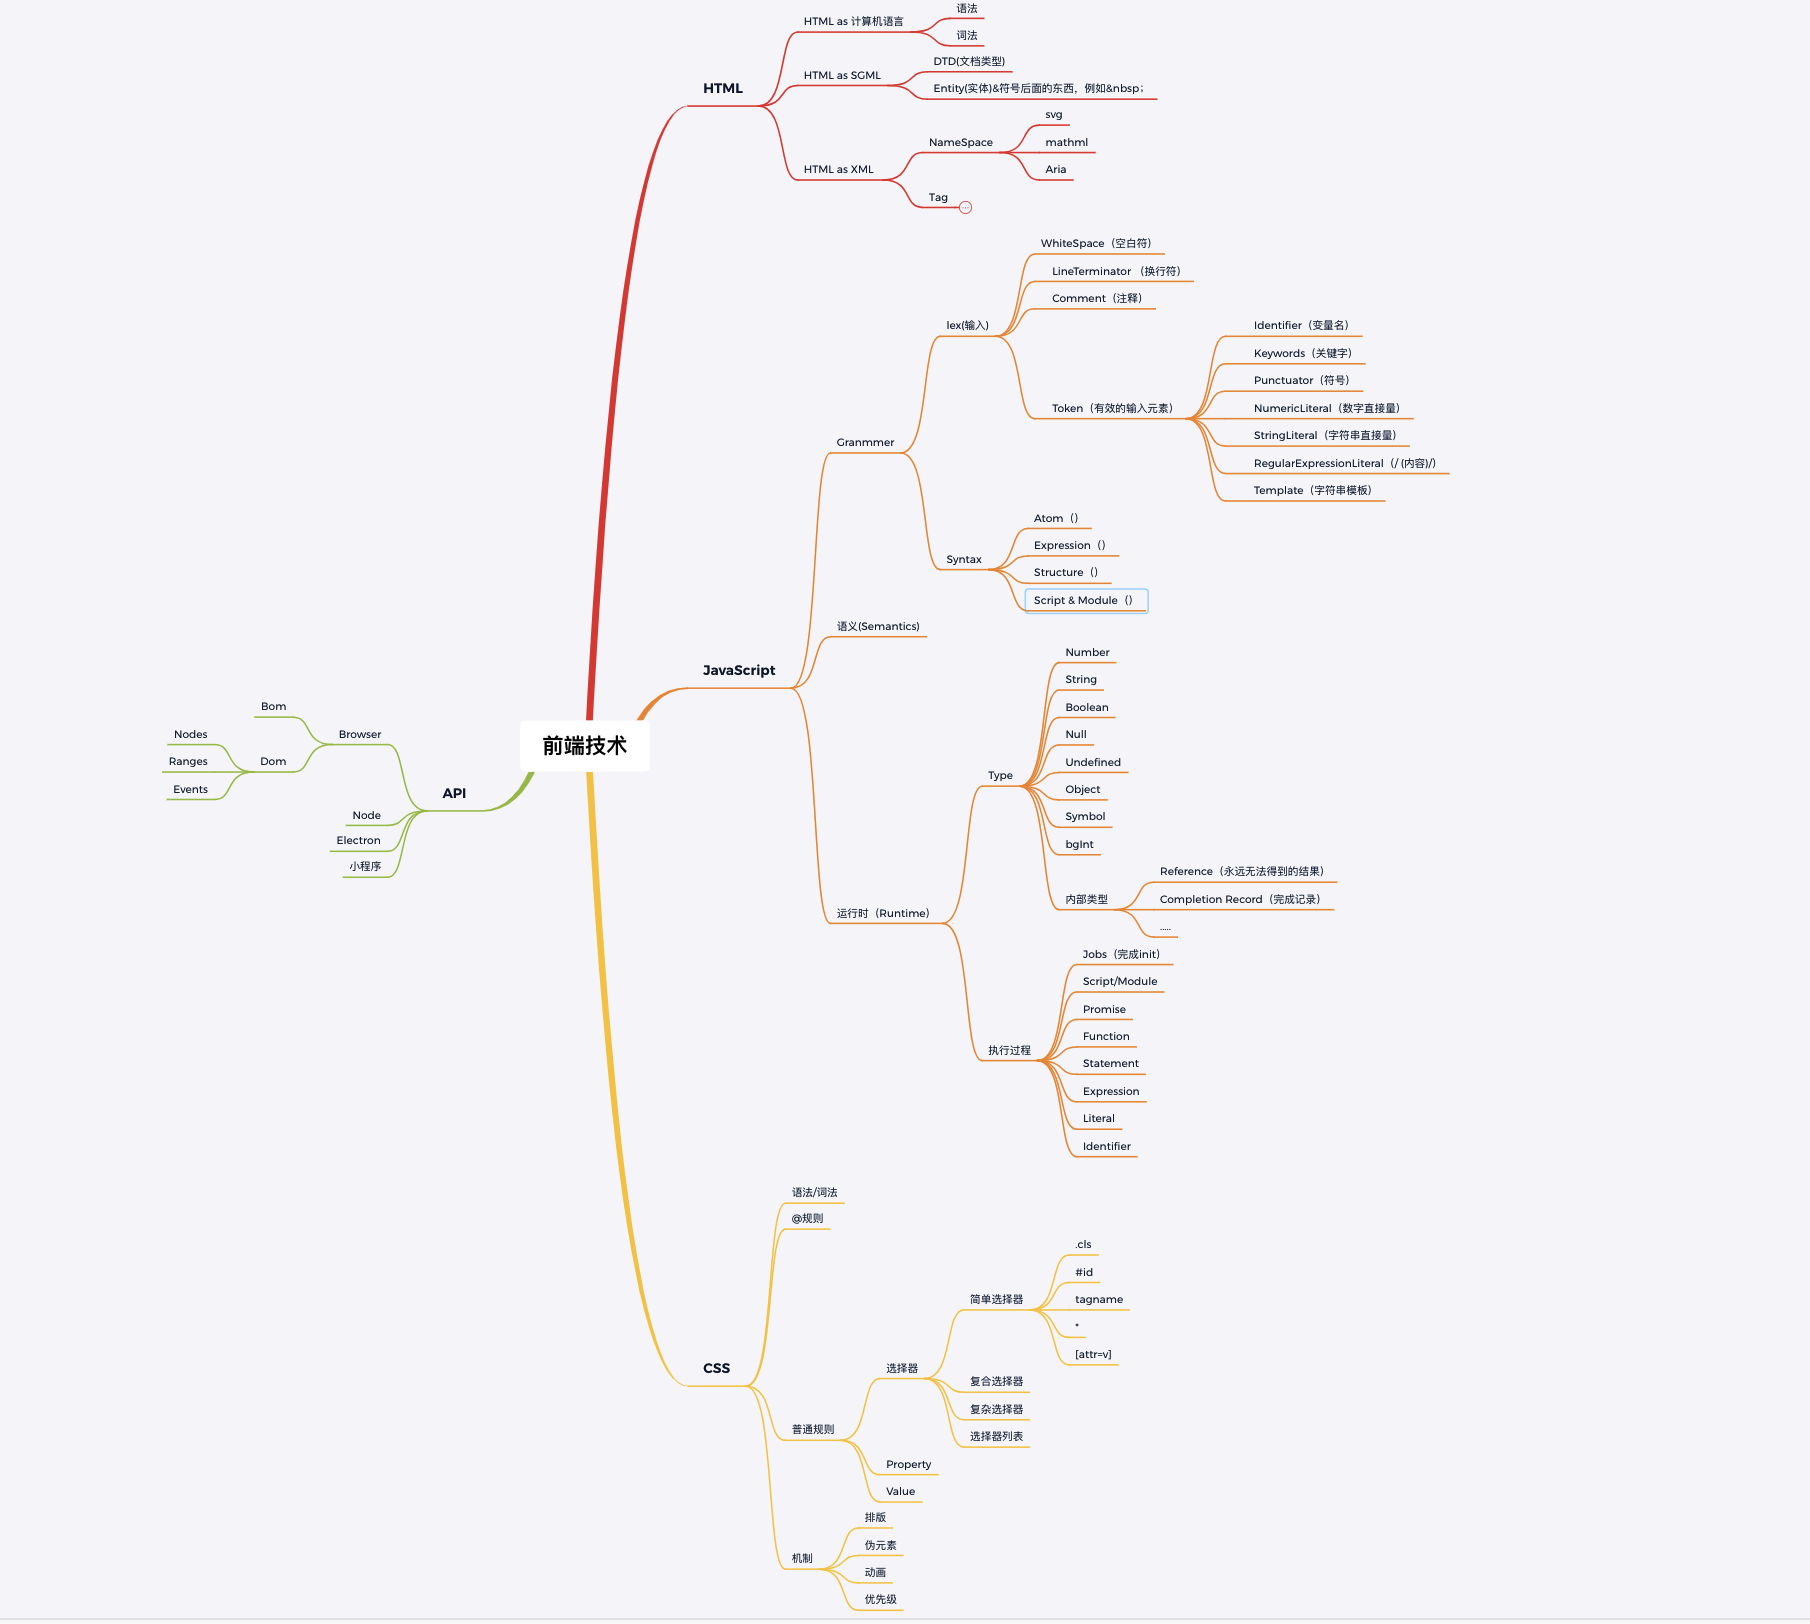 前端技术
HTML
HTML as 计算机语言
语法
词法
HTML as SGML
DTD(文档类型)
Entity(实体)&符号后面的东西，例如&nbsp；
HTML as XML
NameSpace
svg
mathml
Aria
Tag
JavaScript
Granmmer
lex(输入)
WhiteSpace（空白符）
LineTerminator （换行符）
Comment（注释）
Token（有效的输入元素）
Identifier（变量名）
Keywords（关键字）
Punctuator（符号）
NumericLiteral（数字直接量）
StringLiteral（字符串直接量）
RegularExpressionLiteral（/ (内容)/）
Template（字符串模板）
Syntax
Atom（）
Expression（）
Structure（）
Script & Module（）
语义(Semantics)
运行时（Runtime）
Type
Number
String
Boolean
Null
Undefined
Object
Symbol
bgInt
内部类型
Reference（永远无法得到的结果）
Completion Record（完成记录）
.....
执行过程
Jobs（完成init）
Script/Module
Promise
Function
Statement
Expression
Literal
Identifier
CSS
语法/词法
@规则
普通规则
选择器
简单选择器
.cls
#id
tagname
*
[attr=v]
复合选择器
复杂选择器
选择器列表
Property
Value
机制
排版
伪元素
动画
优先级
API
Browser
Bom
Dom
Nodes
Ranges
Events
Node
Electron
小程序